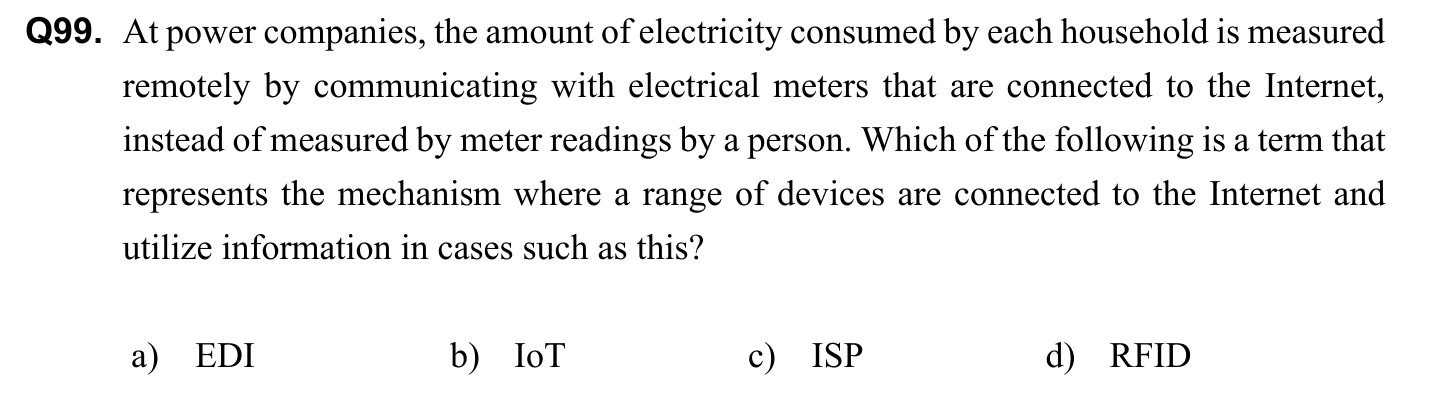 Q99. At power companies, the amount of electricity consumed by each household is measured
remotely by communicating with electrical meters that are connected to the Internet,
instead of measured by meter readings by a person. Which of the following is a term that
represents the mechanism where a range of devices are connected to the Internet and
utilize information in cases such as this?
a) EDI b) IoT c) ISP d) RFID